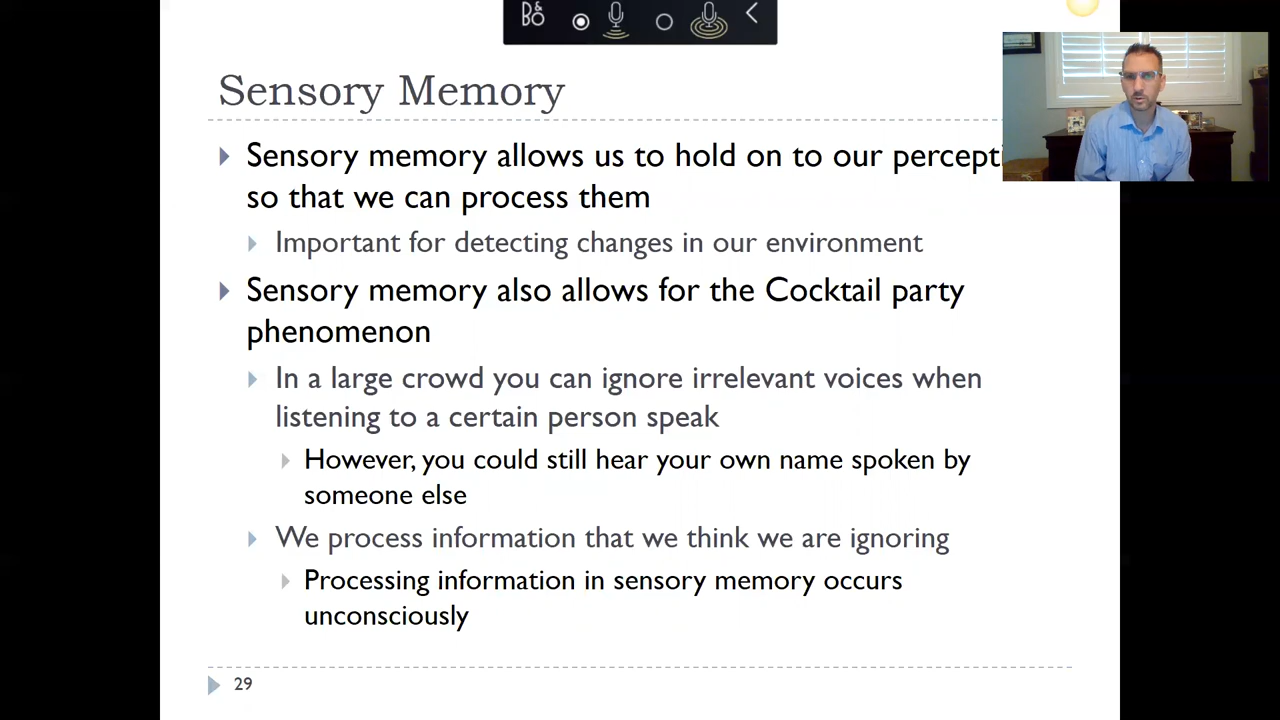 B&O
Sensory Memory
Sensory memory allows us to hold on to our percepti
so that we can process them
Important for detecting changes in our environment
Sensory memory also allows for the Cocktail party
phenomenon
In a large crowd you can ignore irrelevant voices when
listening to a certain person speak
However, you could still hear your own name spoken by
someone else
We process information that we think we are ignoring
Processing information in sensory memory occurs
unconsciously
29